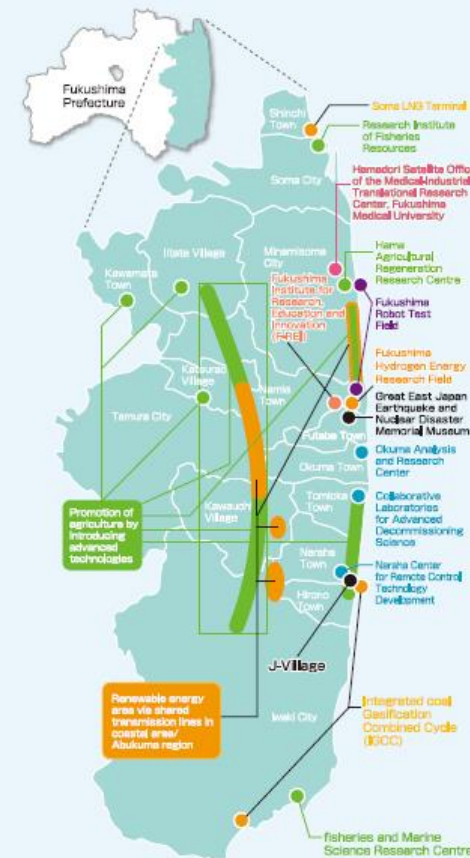 Fukushima
Prefecture
Shinchi
Town
Soma LNG Terminal
Research Institute
of Fisheries
Resources
Soma City
Hamadori Satellite Offic
of the Medical-Industrial
Translational Research
Center, Fukushima
Medical University
Iitate Village
Minamisoma
City
Kawamata
Town
Hama
Agricultural
Regeneration
Research Centre
Fukushima
Institute for
Research,
Education and
Innovation
(F-REI)
Fukushima
Robot Test
Field
Fukushima
Hydrogen Energy
Research Field
Katsurao
Village
Namie
Town
Great East Japan
Earthquake and
Nuclear Disaster
Memorial Museum
Tamura City
Futaba Town
Okuma Town
Okuma Analysis
and Research
Center
Tomioka
Town
Collaborative
Laboratories
for Advanced
Decommissioning
Science
Kawauchi
Village
Promotion of
agriculture by
introducing
advanced
technologies
Naraha
Town
Naraha Center
for Remote Control
Technology
Development
Hirono
Town
J-Village
Renewable energy
area via shared
transmission lines in
coastal area/
Abukuma region
Iwaki City
Integrated coal
Gasification
Combined Cycle
(IGCC)
fisheries and Marine
Science Research Centre